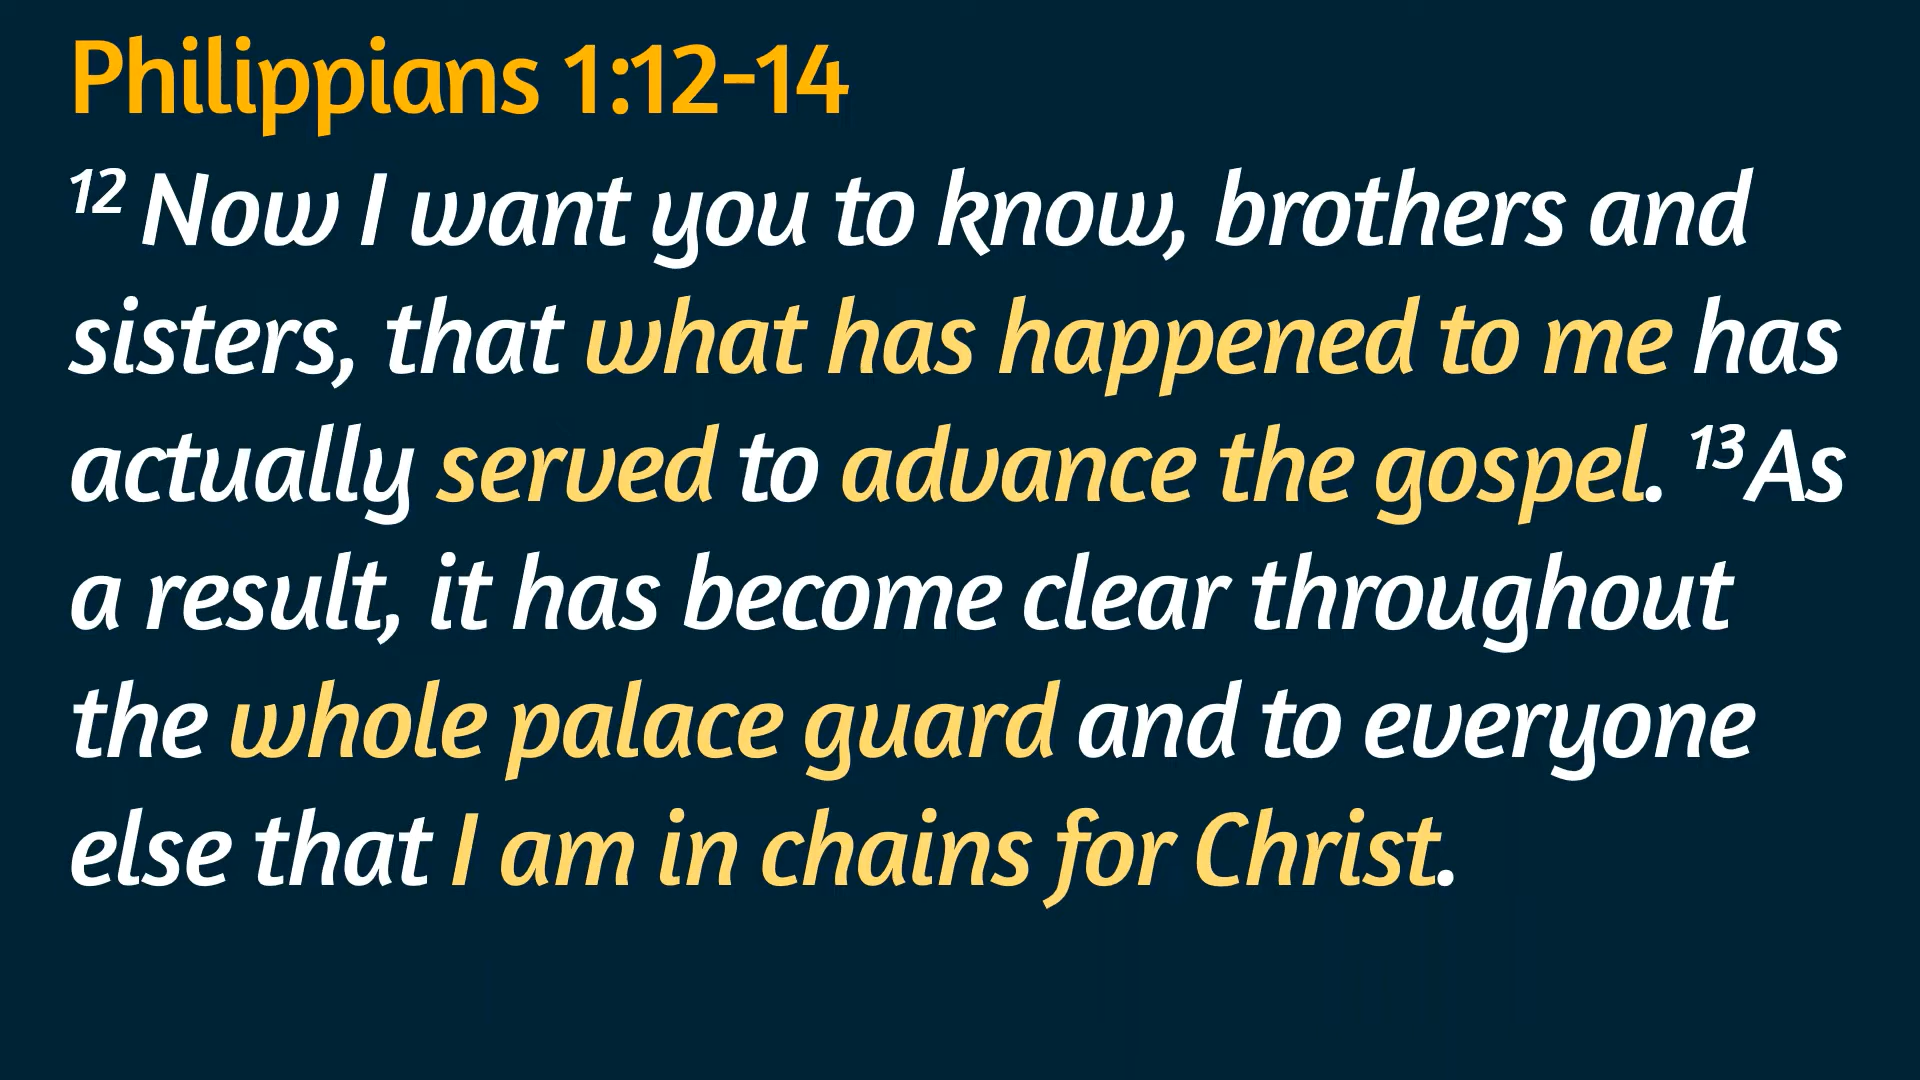 Philippians 1:12-14
12 Now I want you to know, brothers and
sisters, that what has happened to me has
actually served to advance the gospel. 13 As
a result, it has become clear throughout
the whole palace guard and to everyone
else that I am in chains for Christ.